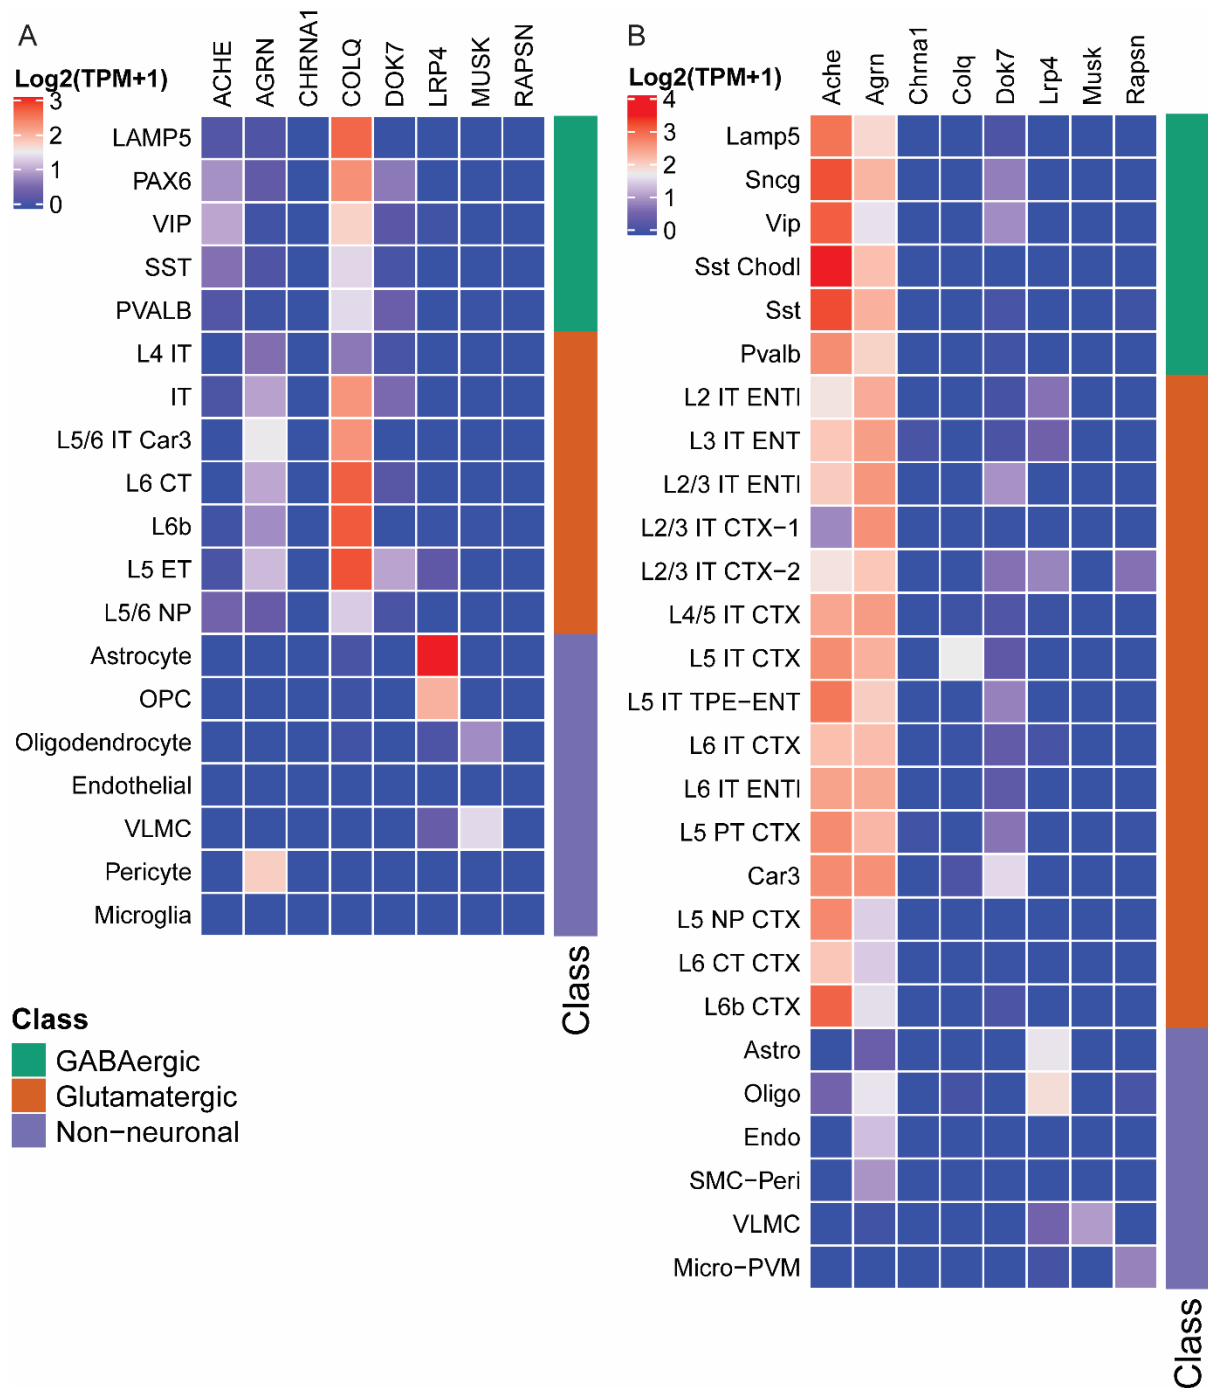 A
Log2(TPM+1)
3
2
1
0
ACHE
AGRN
CHRNA1
COLQ
DOK7
LRP4
MUSK
RAPSN
LAMP5
PAX6
VIP
SST
PVALB
L4 IT
IT
L5/6 IT Car3
L6 CT
L6b
L5 ET
L5/6 NP
Astrocyte
OPC
Oligodendrocyte
Endothelial
VLMC
Pericyte
Microglia
Class
Class
GABAergic
Glutamatergic
Non−neuronal
B
Log2(TPM+1)
4
3
2
1
0
Ache
Agrn
Chrna1
Colq
Dok7
Lrp4
Musk
Rapsn
Lamp5
Sncg
Vip
Sst Chodl
Sst
Pvalb
L2 IT ENTl
L3 IT ENT
L2/3 IT ENTl
L2/3 IT CTX−1
L2/3 IT CTX−2
L4/5 IT CTX
L5 IT CTX
L5 IT TPE−ENT
L6 IT CTX
L6 IT ENTl
L5 PT CTX
Car3
L5 NP CTX
L6 CT CTX
L6b CTX
Astro
Oligo
Endo
SMC−Peri
VLMC
Micro−PVM
Class